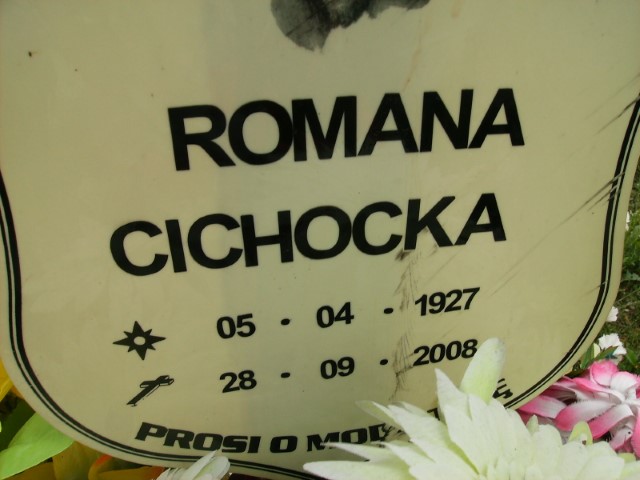 ROMANA
CICHOCKA
05 · 04 · 1927
28 · 09 · 2008
PROSI O